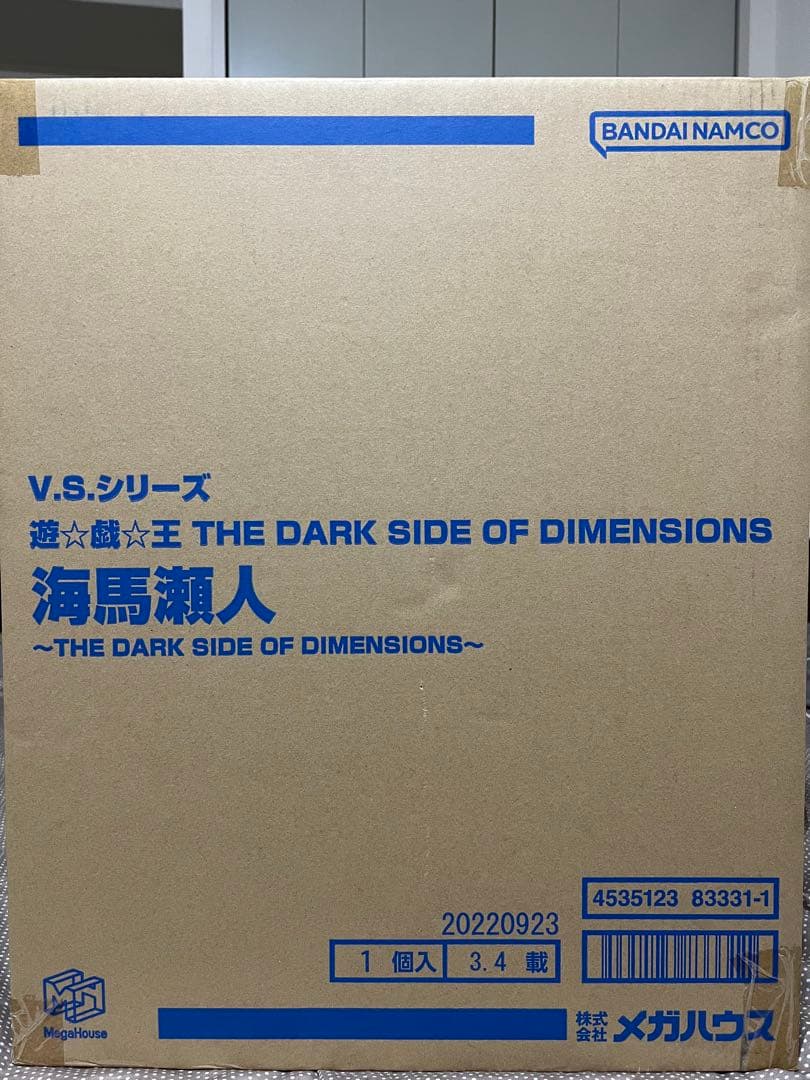 BANDAI NAMCO
V.S.シリーズ
遊☆戯☆王 THE DARK SIDE OF DIMENSIONS
海馬瀬人
～THE DARK SIDE OF DIMENSIONS～
4535123 83331-1
20220923
1 個入 3.4 載
MegaHouse
株式会社 メガハウス